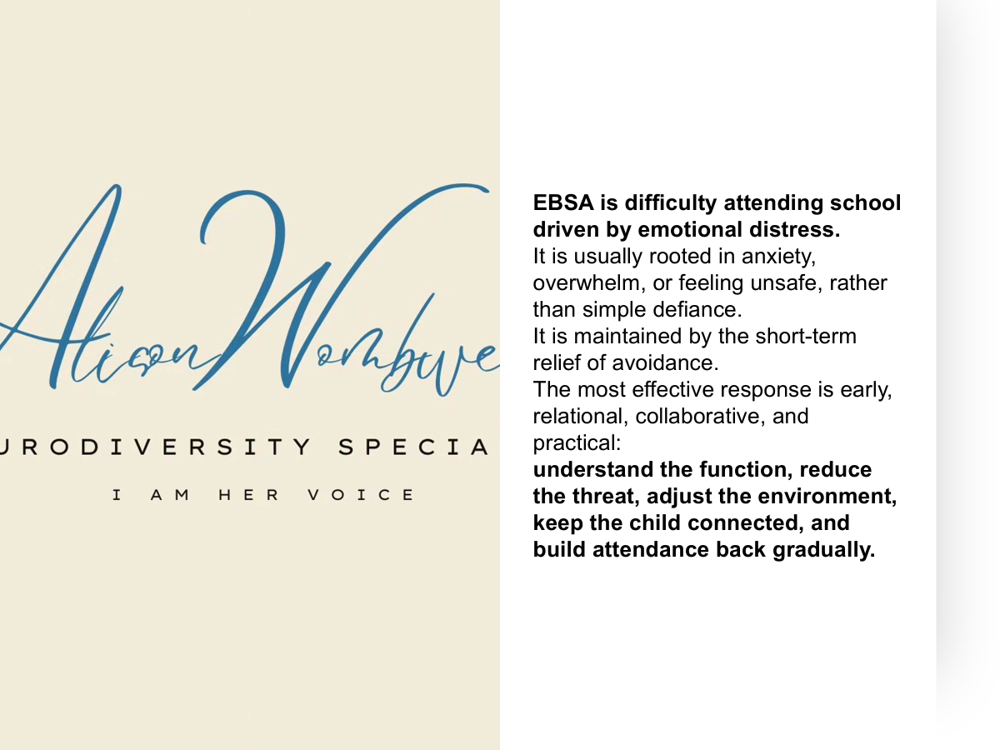 Alison Wombwe
URODIVERSITY SPECIA
I AM HER VOICE
EBSA is difficulty attending school
driven by emotional distress.
It is usually rooted in anxiety,
overwhelm, or feeling unsafe, rather
than simple defiance.
It is maintained by the short-term
relief of avoidance.
The most effective response is early,
relational, collaborative, and
practical:
understand the function, reduce
the threat, adjust the environment,
keep the child connected, and
build attendance back gradually.